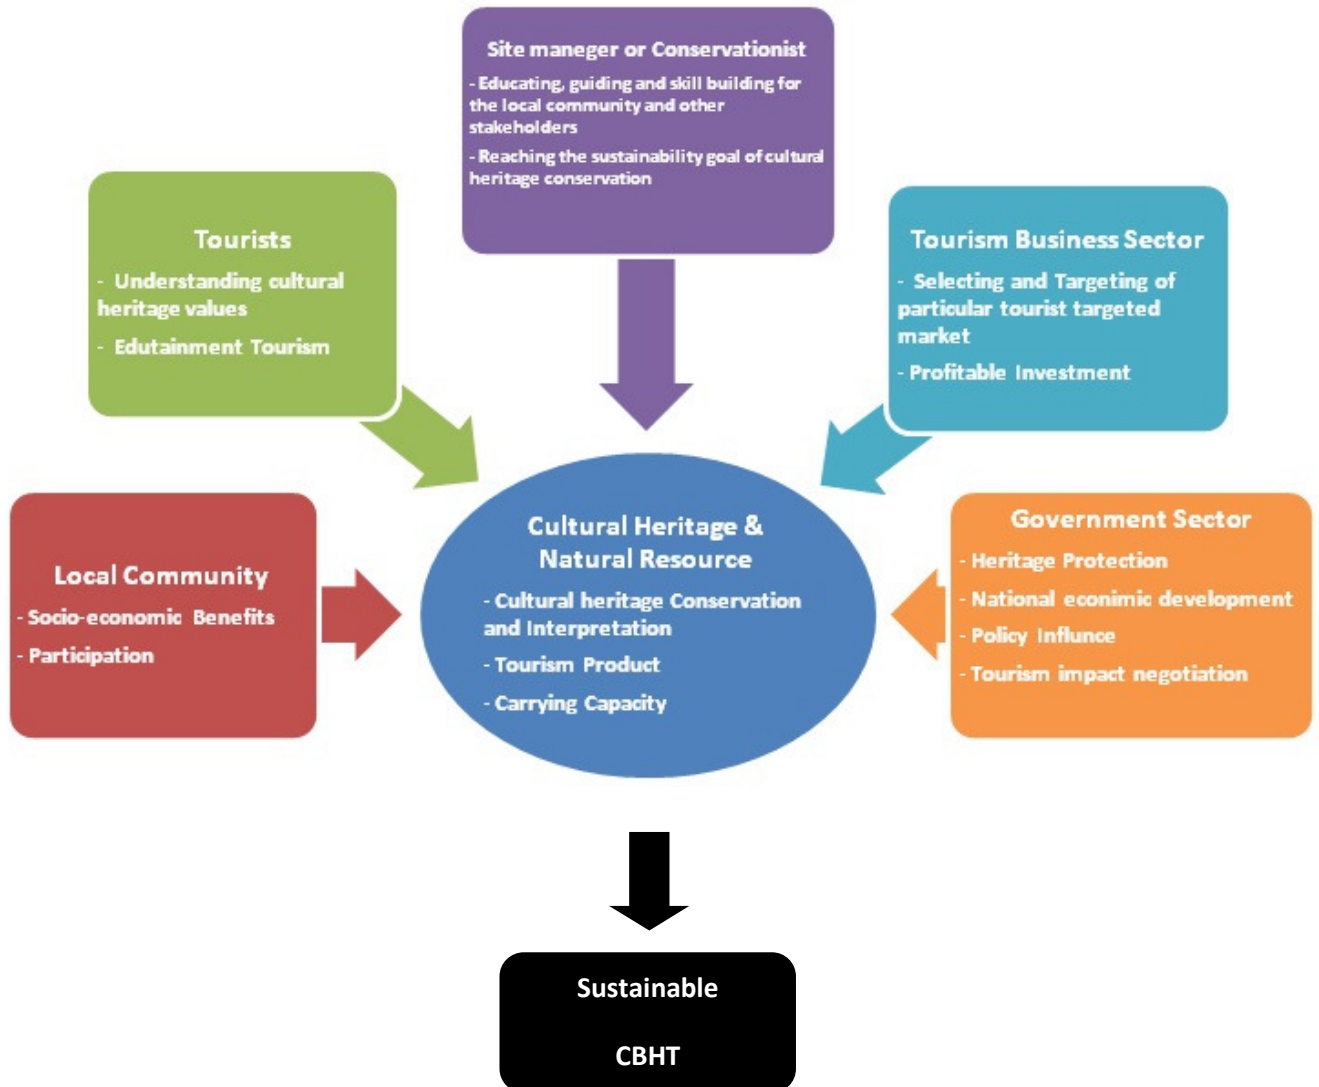 Site maneger or Conservationist
- Educating, guiding and skill building for
the local community and other
stakeholders
- Reaching the sustainability goal of cultural
heritage conservation
Tourists
- Understanding cultural
heritage values
- Edutainment Tourism
Tourism Business Sector
- Selecting and Targeting of
particular tourist targeted
market
- Profitable Investment
Local Community
- Socio-economic Benefits
- Participation
Cultural Heritage &
Natural Resource
- Cultural heritage Conservation
and Interpretation
- Tourism Product
- Carrying Capacity
Government Sector
- Heritage Protection
- National econimic development
- Policy Influnce
- Tourism impact negotiation
Sustainable
CBHT